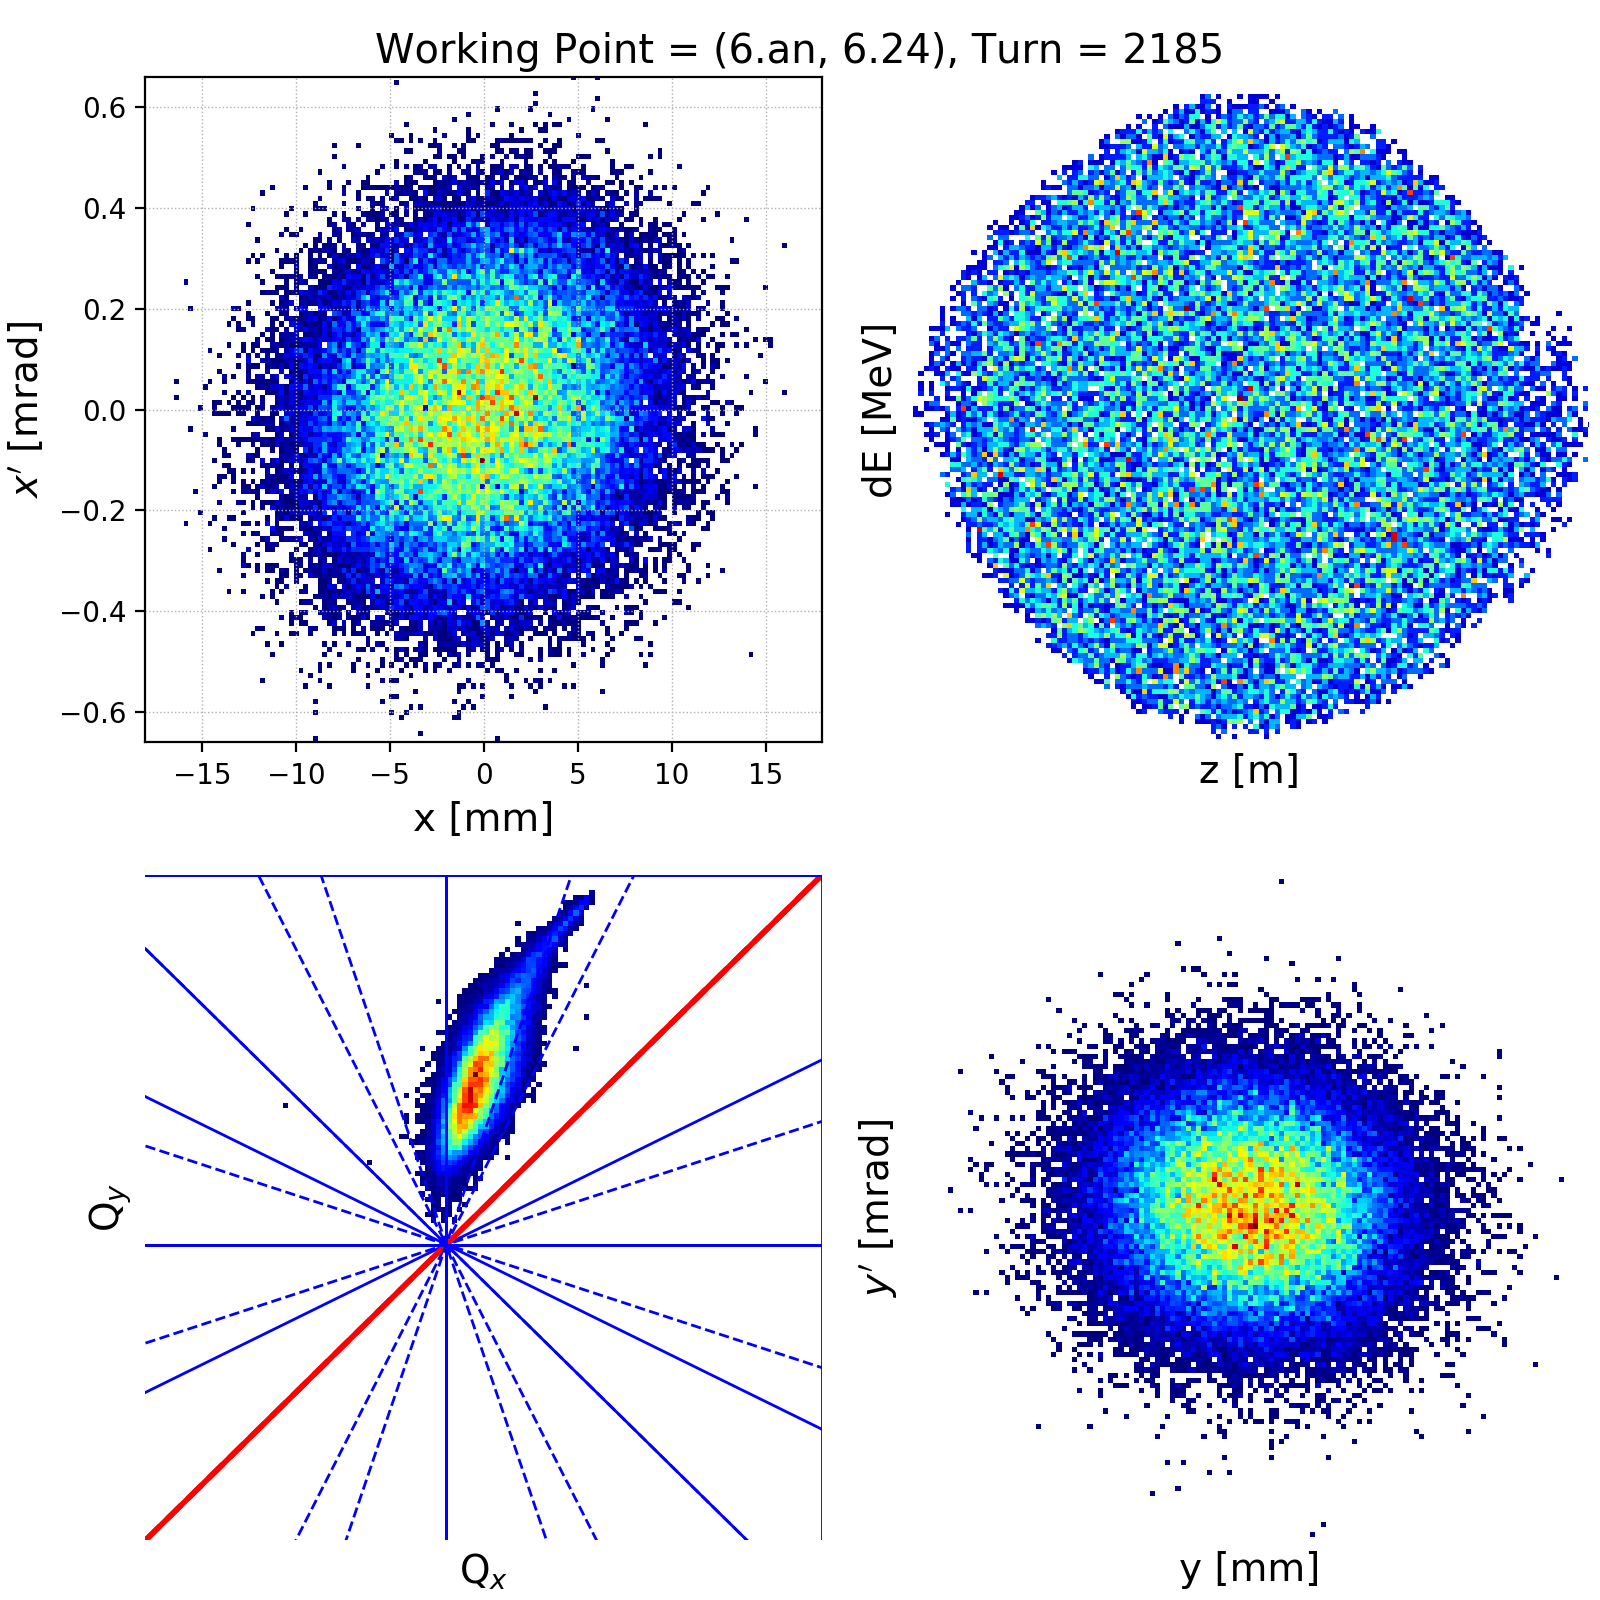 Working Point = (6.an, 6.24), Turn = 2185
0.6
0.4
0.2
0.0
−0.2
−0.4
−0.6
x′ [mrad]
−15 −10 −5 0 5 10 15
x [mm]
dE [MeV]
z [m]
Qy
Qx
y′ [mrad]
y [mm]